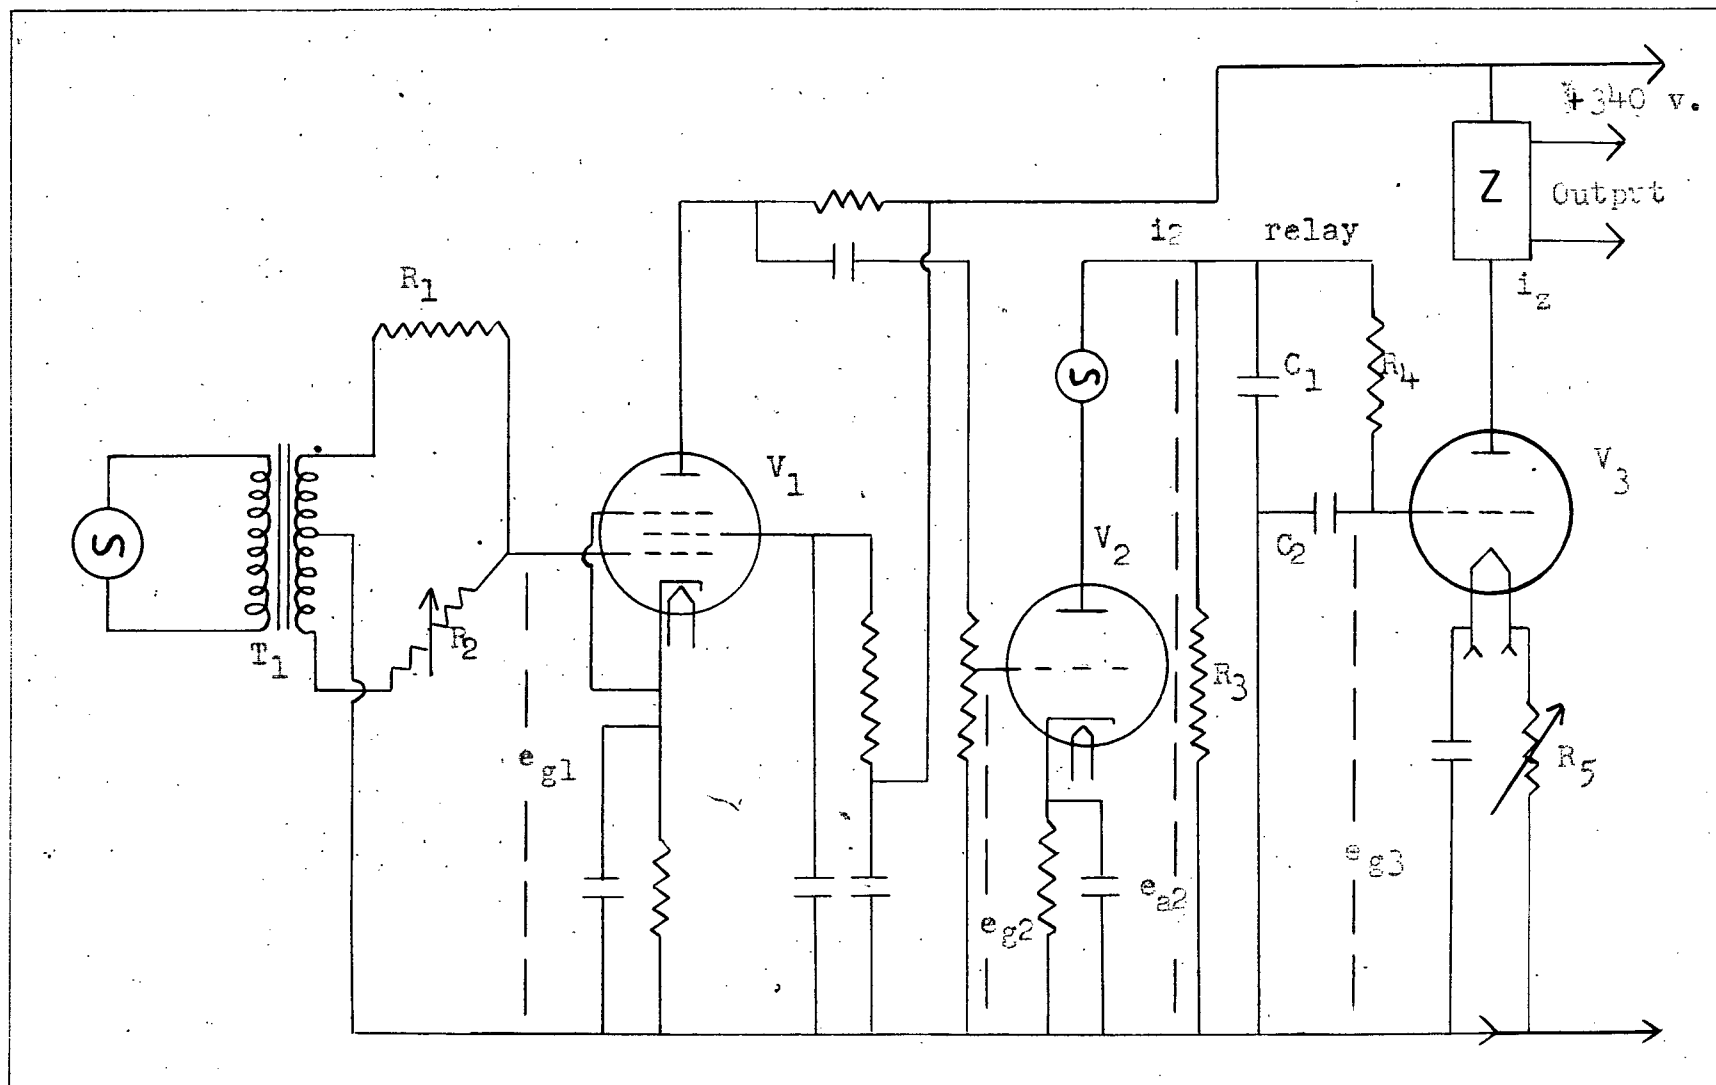 +340 v.
Z
Output
i2 relay
iz
R1
C1
R4
S
V1
V3
S
C2
V2
T1
R2
R3
eg1
R5
eg3
ea2
eg2